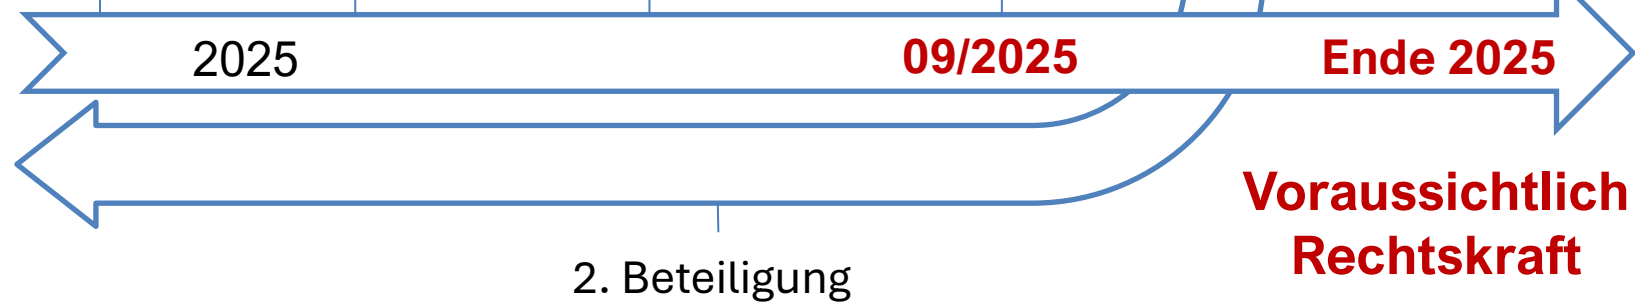 2025 09/2025 Ende 2025
Voraussichtlich
Rechtskraft
2. Beteiligung